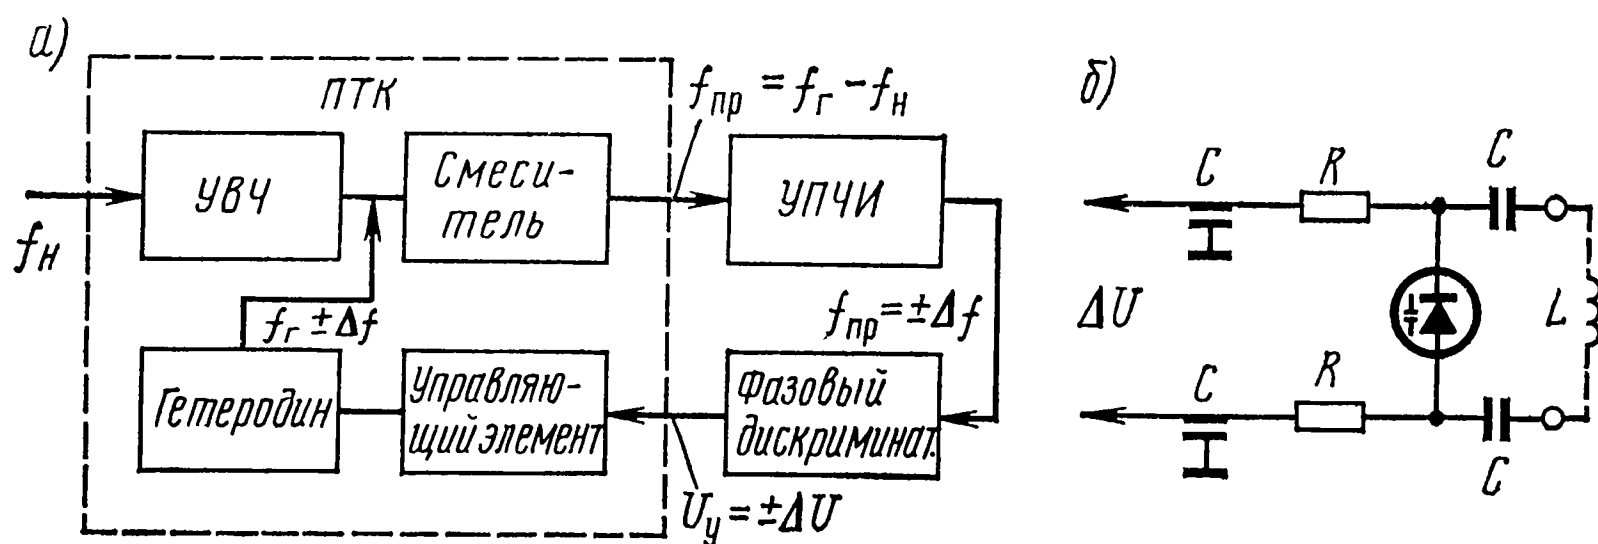 а)
ПТК
f_пр = f_г – f_н
УВЧ
Смеси-
тель
УПЧИ
f_н
f_г ± Δf
f_пр = ± Δf
Гетеродин
Управляю-
щий элемент
Фазовый
дискриминат.
U_у = ± ΔU
б)
C
R
C
ΔU
L
C
R
C